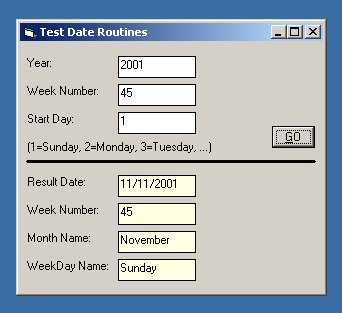 Test Date Routines
Year: 2001
Week Number: 45
Start Day: 1
GO
(1=Sunday, 2=Monday, 3=Tuesday, ...)
Result Date: 11/11/2001
Week Number: 45
Month Name: November
WeekDay Name: Sunday